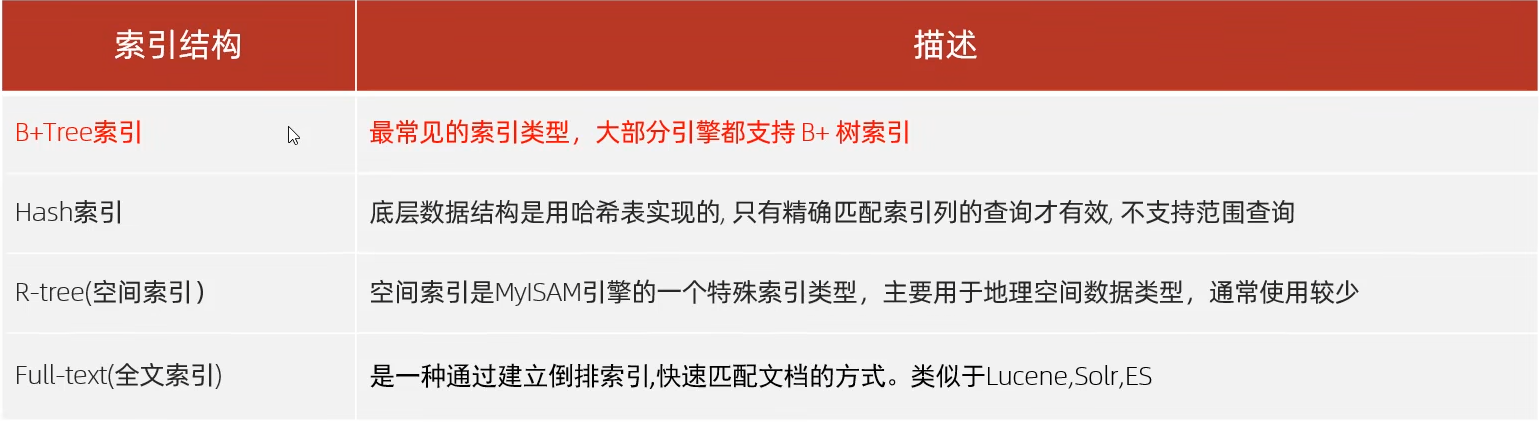 索引结构 描述
B+Tree索引 最常见的索引类型，大部分引擎都支持 B+ 树索引
Hash索引 底层数据结构是用哈希表实现的, 只有精确匹配索引列的查询才有效, 不支持范围查询
R-tree(空间索引） 空间索引是MyISAM引擎的一个特殊索引类型，主要用于地理空间数据类型，通常使用较少
Full-text(全文索引) 是一种通过建立倒排索引,快速匹配文档的方式。类似于Lucene,Solr,ES